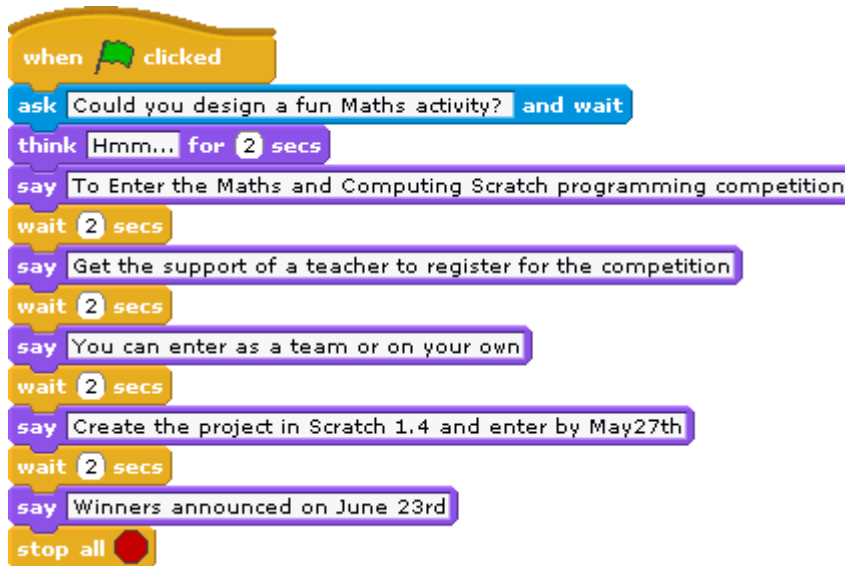 when clicked
ask Could you design a fun Maths activity? and wait
think Hmm... for 2 secs
say To Enter the Maths and Computing Scratch programming competition
wait 2 secs
say Get the support of a teacher to register for the competition
wait 2 secs
say You can enter as a team or on your own
wait 2 secs
say Create the project in Scratch 1.4 and enter by May27th
wait 2 secs
say Winners announced on June 23rd
stop all